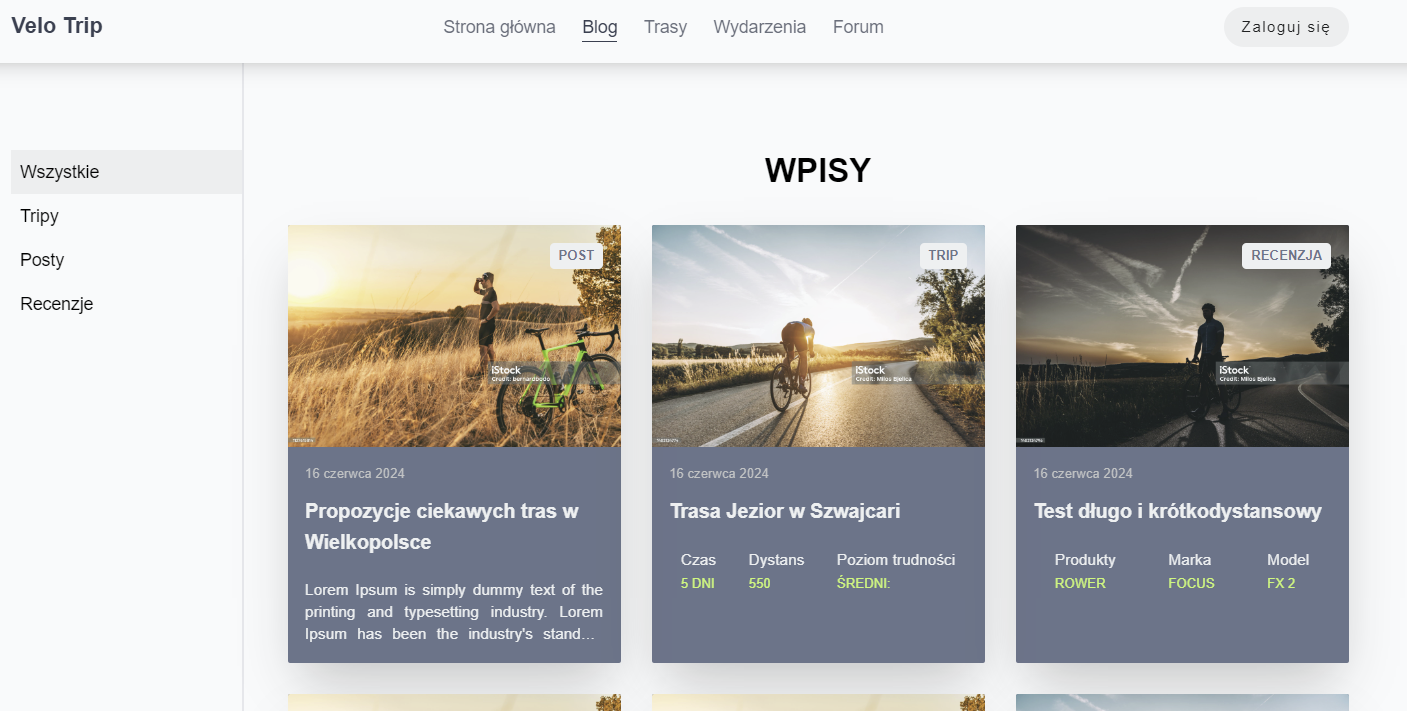 Velo Trip
Strona główna Blog Trasy Wydarzenia Forum
Zaloguj się
Wszystkie
Tripy
Posty
Recenzje
WPISY
POST
iStock
Credit: bernardbodo
16 czerwca 2024
Propozycje ciekawych tras w
Wielkopolsce
Lorem Ipsum is simply dummy text of the
printing and typesetting industry. Lorem
Ipsum has been the industry's stand...
TRIP
iStock
Credit: Milos Bjelica
16 czerwca 2024
Trasa Jezior w Szwajcari
Czas Dystans Poziom trudności
5 DNI 550 ŚREDNI:
RECENZJA
iStock
Credit: Milos Bjelica
16 czerwca 2024
Test długo i krótkodystansowy
Produkty Marka Model
ROWER FOCUS FX 2